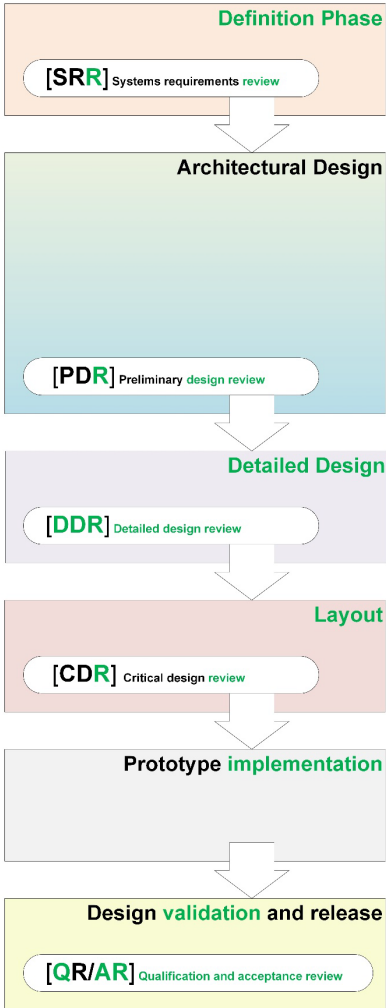 Definition Phase
[SRR] Systems requirements review
Architectural Design
[PDR] Preliminary design review
Detailed Design
[DDR] Detailed design review
Layout
[CDR] Critical design review
Prototype implementation
Design validation and release
[QR/AR] Qualification and acceptance review